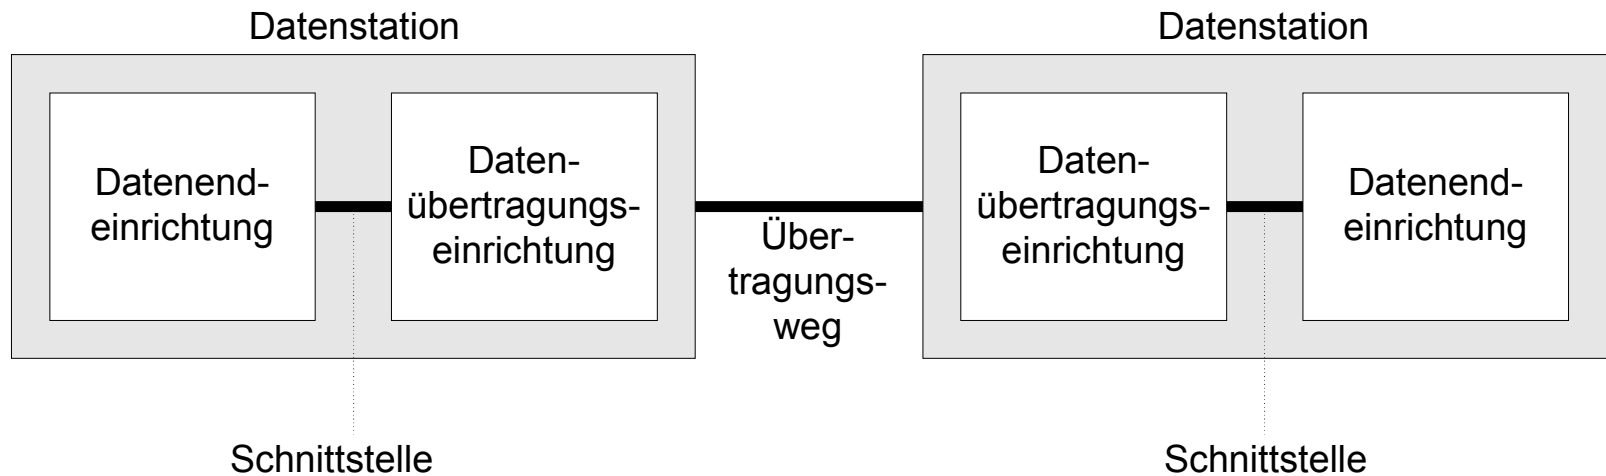 Datenstation
Datenstation
Datenend-
einrichtung
Daten-
übertragungs-
einrichtung
Über-
tragungs-
weg
Daten-
übertragungs-
einrichtung
Datenend-
einrichtung
Schnittstelle
Schnittstelle